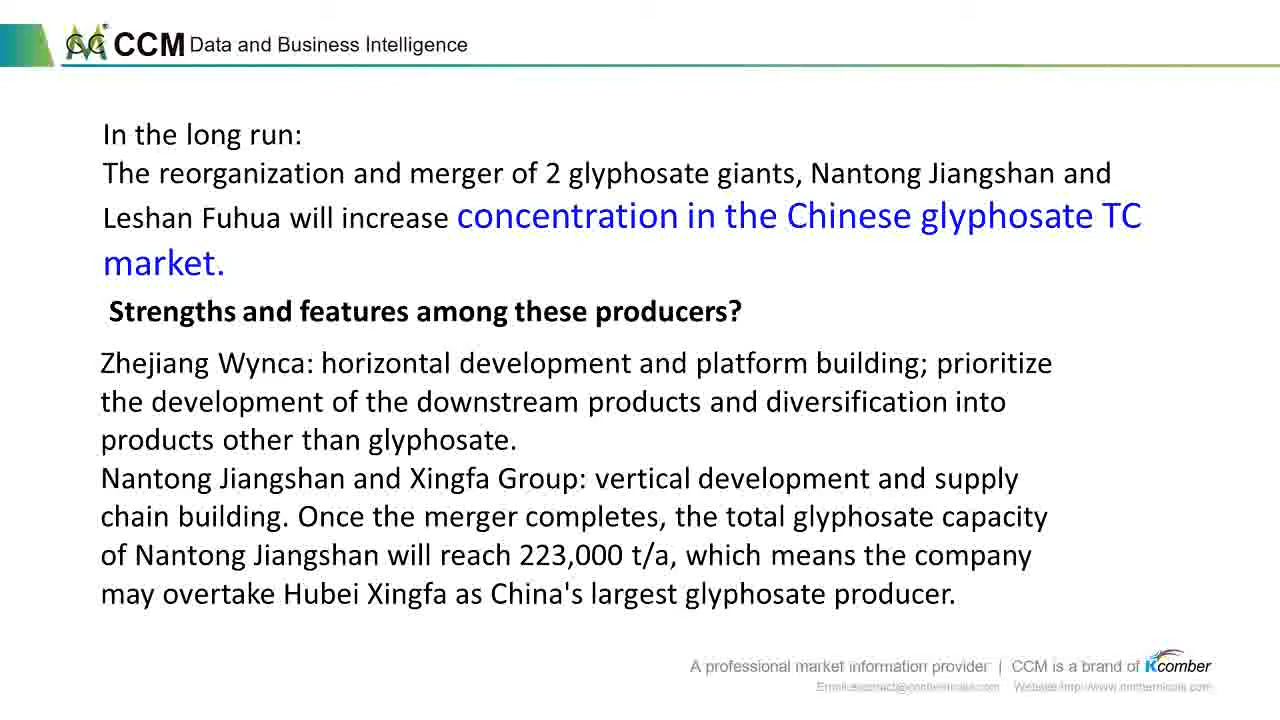 CCM Data and Business Intelligence
In the long run:
The reorganization and merger of 2 glyphosate giants, Nantong Jiangshan and
Leshan Fuhua will increase concentration in the Chinese glyphosate TC
market.
Strengths and features among these producers?
Zhejiang Wynca: horizontal development and platform building; prioritize
the development of the downstream products and diversification into
products other than glyphosate.
Nantong Jiangshan and Xingfa Group: vertical development and supply
chain building. Once the merger completes, the total glyphosate capacity
of Nantong Jiangshan will reach 223,000 t/a, which means the company
may overtake Hubei Xingfa as China's largest glyphosate producer.
A professional market information provider | CCM is a brand of Kcomber